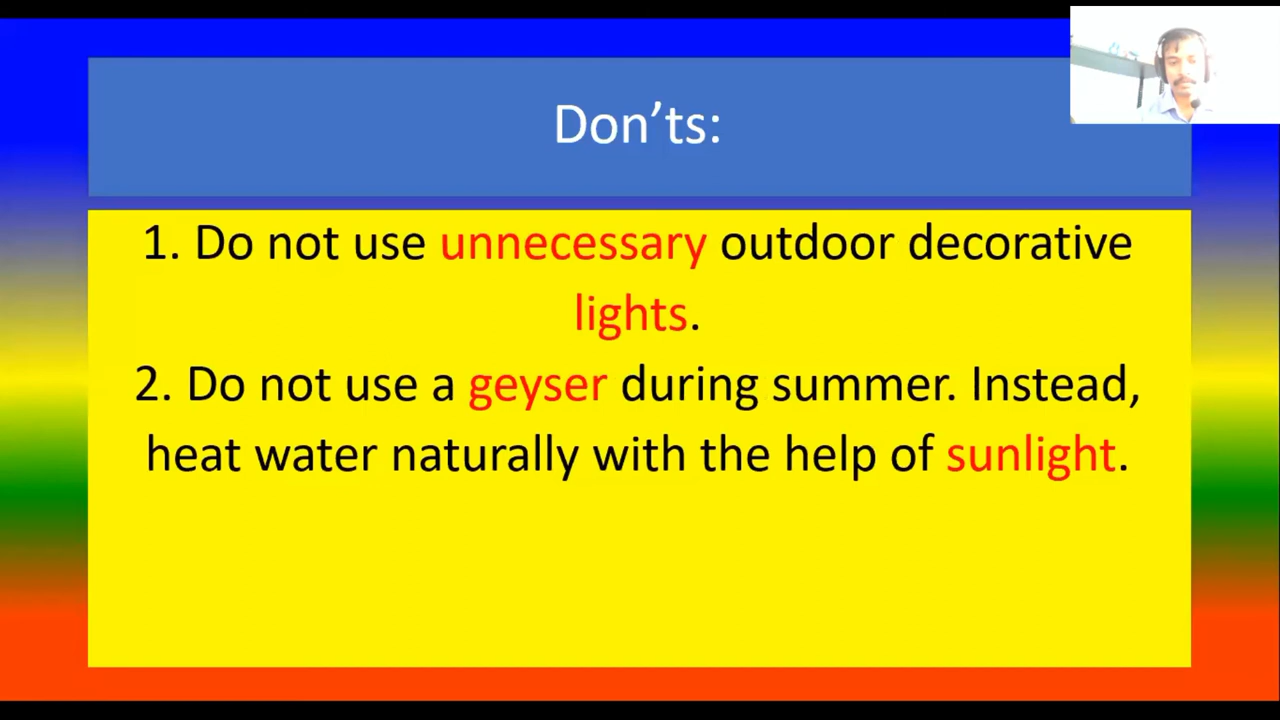 Don’ts:
1. Do not use unnecessary outdoor decorative
lights.
2. Do not use a geyser during summer. Instead,
heat water naturally with the help of sunlight.